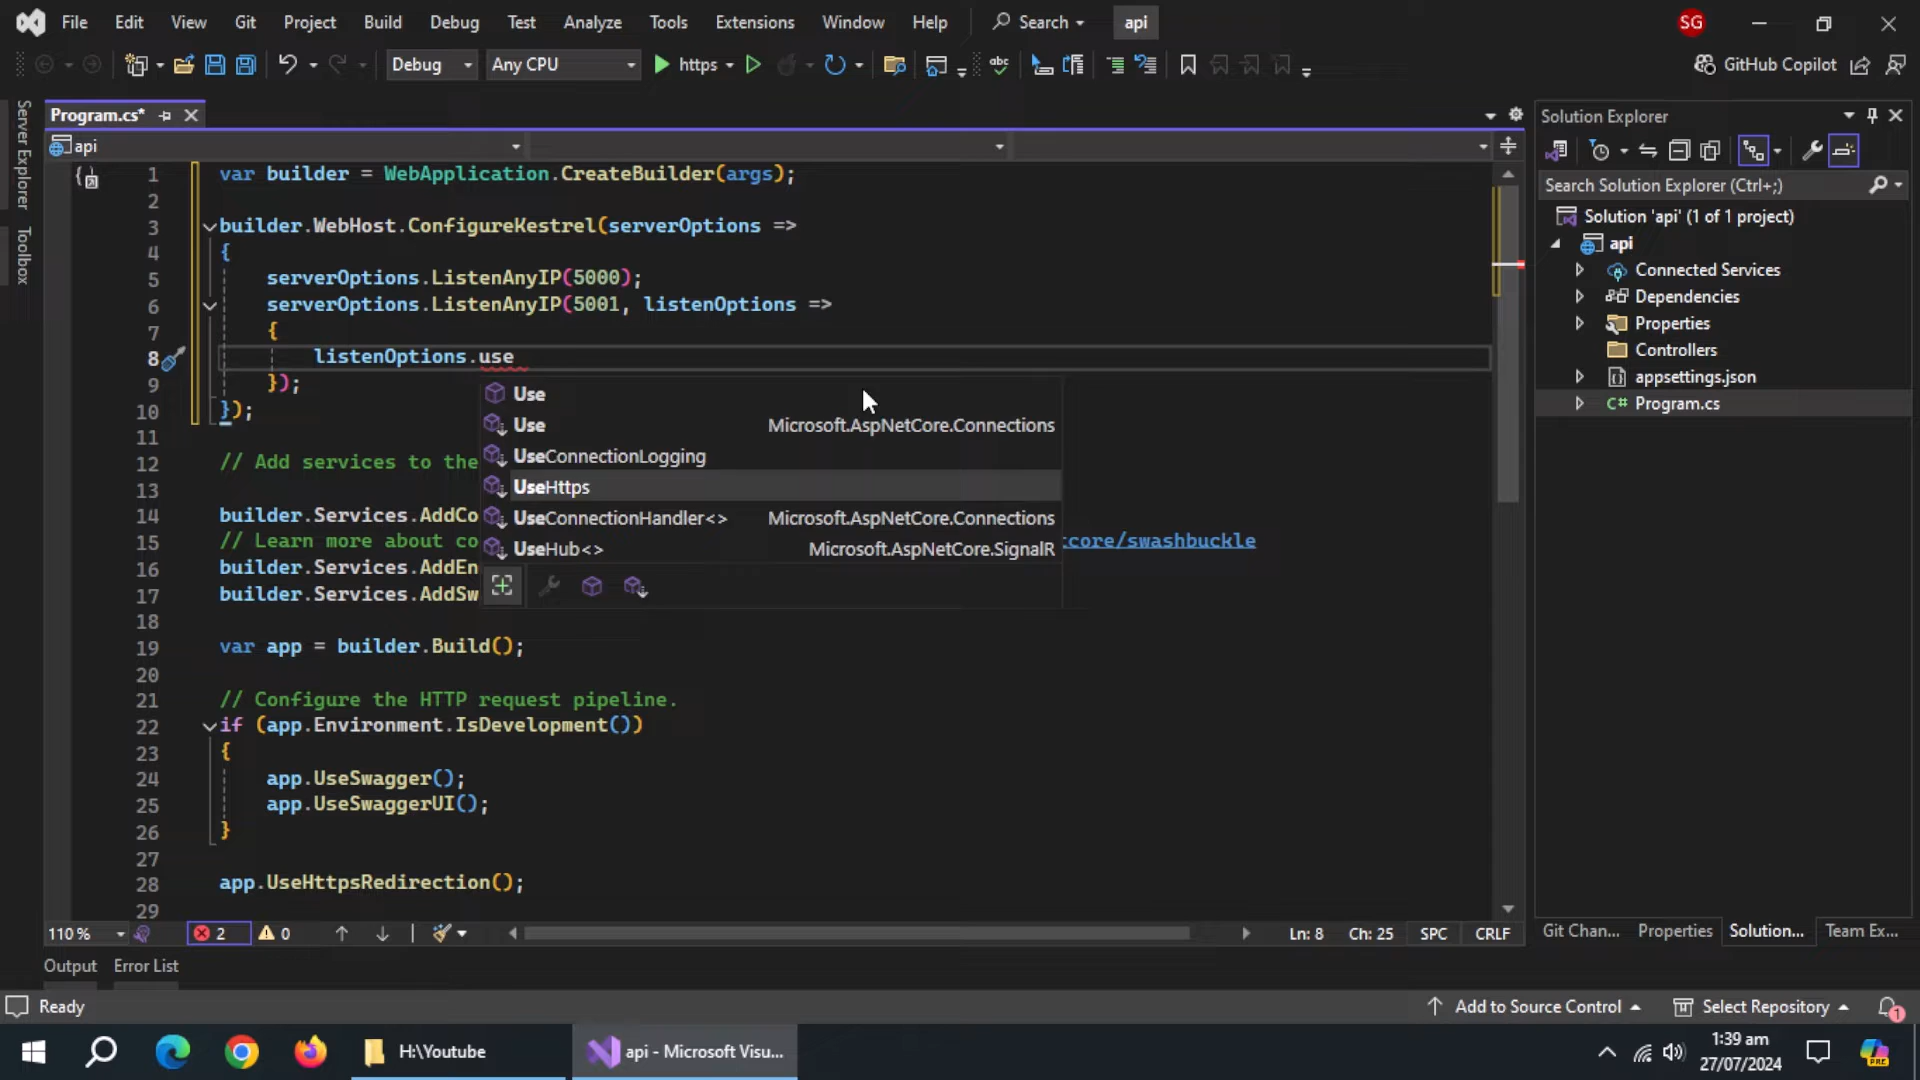 File Edit View Git Project Build Debug Test Analyze Tools Extensions Window Help Search api SG
Debug Any CPU https GitHub Copilot
Server Explorer
Toolbox
Program.cs*
api
1 var builder = WebApplication.CreateBuilder(args);
2
3 builder.WebHost.ConfigureKestrel(serverOptions =>
4 {
5 serverOptions.ListenAnyIP(5000);
6 serverOptions.ListenAnyIP(5001, listenOptions =>
7 {
8 listenOptions.use
9 });
10 });
11
12 // Add services to the
13
14 builder.Services.AddCo
15 // Learn more about co core/swashbuckle
16 builder.Services.AddEn
17 builder.Services.AddSw
18
19 var app = builder.Build();
20
21 // Configure the HTTP request pipeline.
22 if (app.Environment.IsDevelopment())
23 {
24 app.UseSwagger();
25 app.UseSwaggerUI();
26 }
27
28 app.UseHttpsRedirection();
29
Use
Use Microsoft.AspNetCore.Connections
UseConnectionLogging
UseHttps
UseConnectionHandler<> Microsoft.AspNetCore.Connections
UseHub<> Microsoft.AspNetCore.SignalR
110 % 2 0 Ln: 8 Ch: 25 SPC CRLF
Solution Explorer
Search Solution Explorer (Ctrl+;)
Solution 'api' (1 of 1 project)
api
Connected Services
Dependencies
Properties
Controllers
appsettings.json
C# Program.cs
Git Chan... Properties Solution... Team Ex...
Output Error List
Ready Add to Source Control Select Repository 1
H:\Youtube api - Microsoft Visu... 1:39 am
27/07/2024
PRE